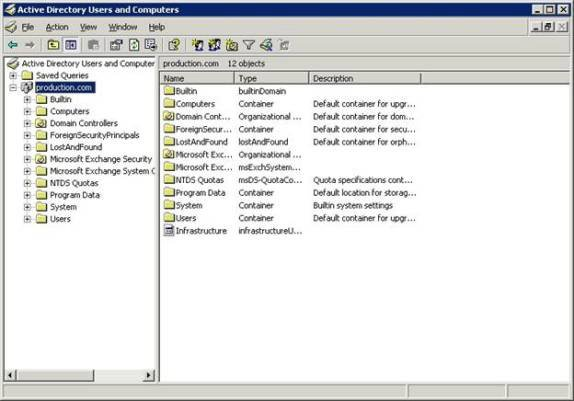 Active Directory Users and Computers
File Action View Window Help
Active Directory Users and Computer
Saved Queries
production.com
Builtin
Computers
Domain Controllers
ForeignSecurityPrincipals
LostAndFound
Microsoft Exchange Security
Microsoft Exchange System O
NTDS Quotas
Program Data
System
Users
production.com 12 objects
Name Type Description
Builtin builtinDomain
Computers Container Default container for upgr...
Domain Cont... Organizational ... Default container for dom...
ForeignSecur... Container Default container for secu...
LostAndFound lostAndFound Default container for orph...
Microsoft Exc... Organizational ...
Microsoft Exc... msExchSystem...
NTDS Quotas msDS-QuotaCo... Quota specifications cont...
Program Data Container Default location for storag...
System Container Builtin system settings
Users Container Default container for upgr...
Infrastructure infrastructureU...